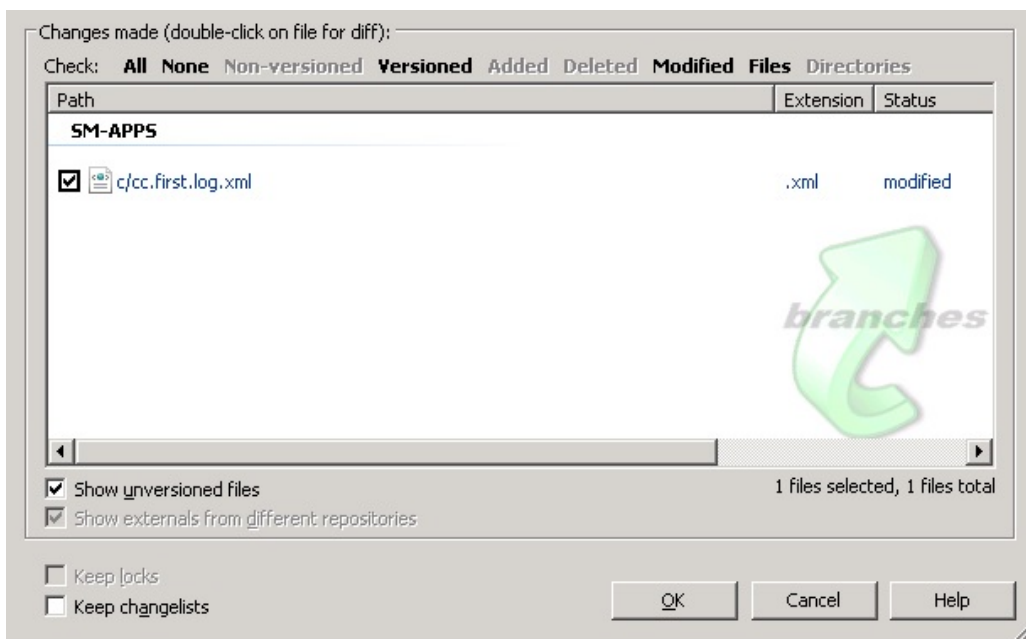 Changes made (double-click on file for diff):
Check: All None Non-versioned Versioned Added Deleted Modified Files Directories
Path Extension Status
SM-APPS
c/cc.first.log.xml .xml modified
branches
Show unversioned files 1 files selected, 1 files total
Show externals from different repositories
Keep locks
Keep changelists OK Cancel Help